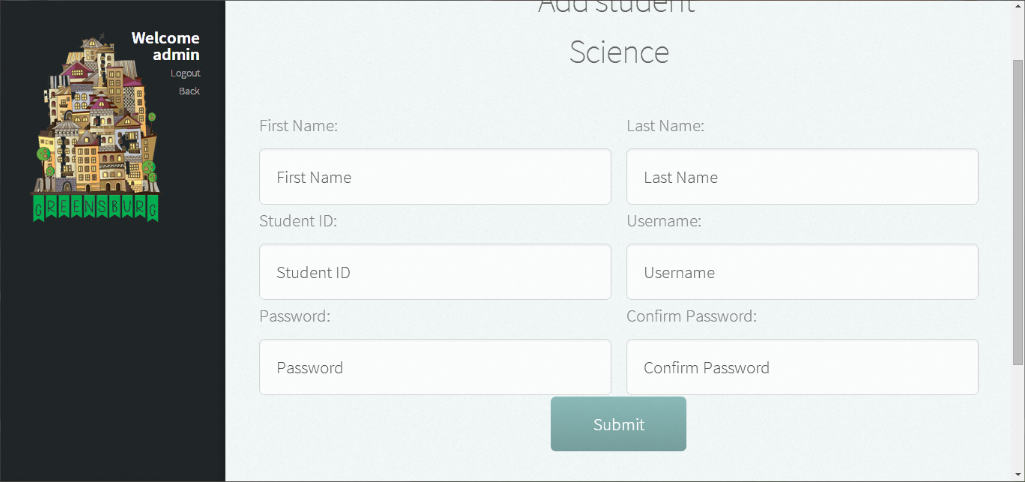 Add student
Science
Welcome
admin
Logout
Back
GREENSBURG
First Name:
Last Name:
First Name
Last Name
Student ID:
Username:
Student ID
Username
Password:
Confirm Password:
Password
Confirm Password
Submit